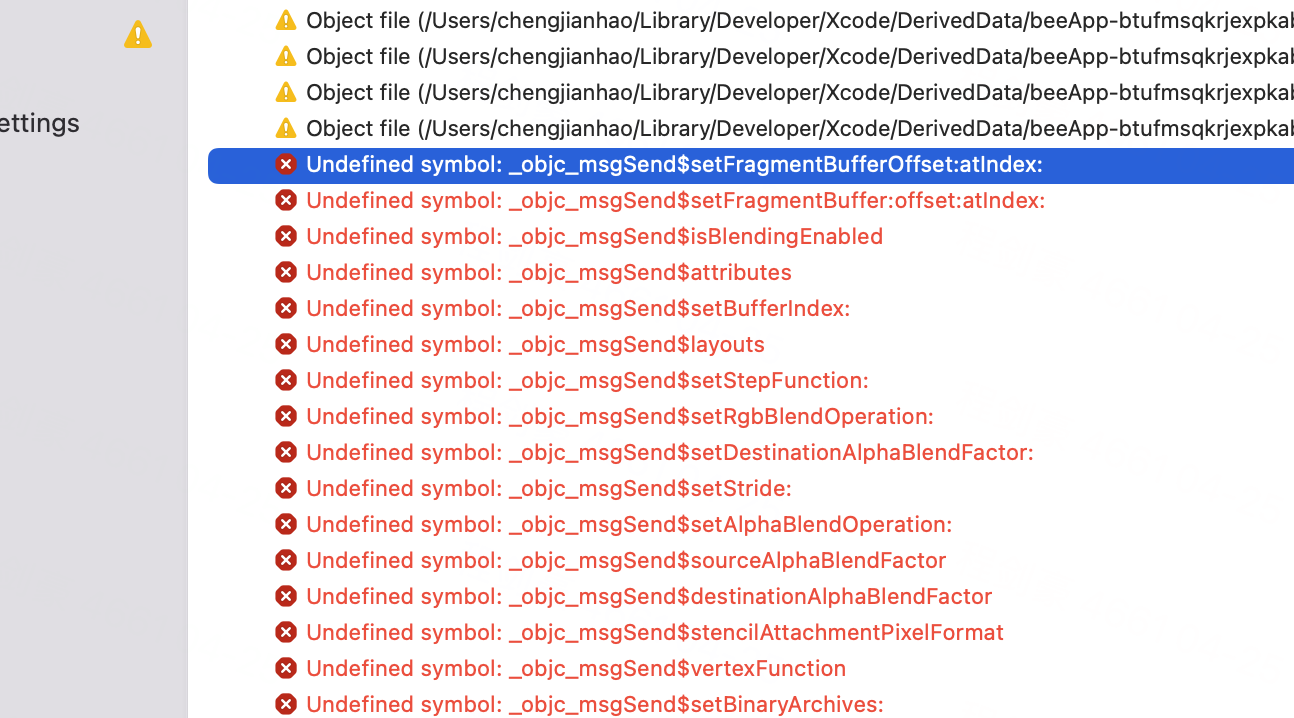 Object file (/Users/chengjianhao/Library/Developer/Xcode/DerivedData/beeApp-btufmsqkrjexpkab
Object file (/Users/chengjianhao/Library/Developer/Xcode/DerivedData/beeApp-btufmsqkrjexpkab
Object file (/Users/chengjianhao/Library/Developer/Xcode/DerivedData/beeApp-btufmsqkrjexpkab
ettings
Object file (/Users/chengjianhao/Library/Developer/Xcode/DerivedData/beeApp-btufmsqkrjexpkab
Undefined symbol: _objc_msgSend$setFragmentBufferOffset:atIndex:
Undefined symbol: _objc_msgSend$setFragmentBuffer:offset:atIndex:
Undefined symbol: _objc_msgSend$isBlendingEnabled
Undefined symbol: _objc_msgSend$attributes
Undefined symbol: _objc_msgSend$setBufferIndex:
Undefined symbol: _objc_msgSend$layouts
Undefined symbol: _objc_msgSend$setStepFunction:
Undefined symbol: _objc_msgSend$setRgbBlendOperation:
Undefined symbol: _objc_msgSend$setDestinationAlphaBlendFactor:
Undefined symbol: _objc_msgSend$setStride:
Undefined symbol: _objc_msgSend$setAlphaBlendOperation:
Undefined symbol: _objc_msgSend$sourceAlphaBlendFactor
Undefined symbol: _objc_msgSend$destinationAlphaBlendFactor
Undefined symbol: _objc_msgSend$stencilAttachmentPixelFormat
Undefined symbol: _objc_msgSend$vertexFunction
Undefined symbol: _objc_msgSend$setBinaryArchives: